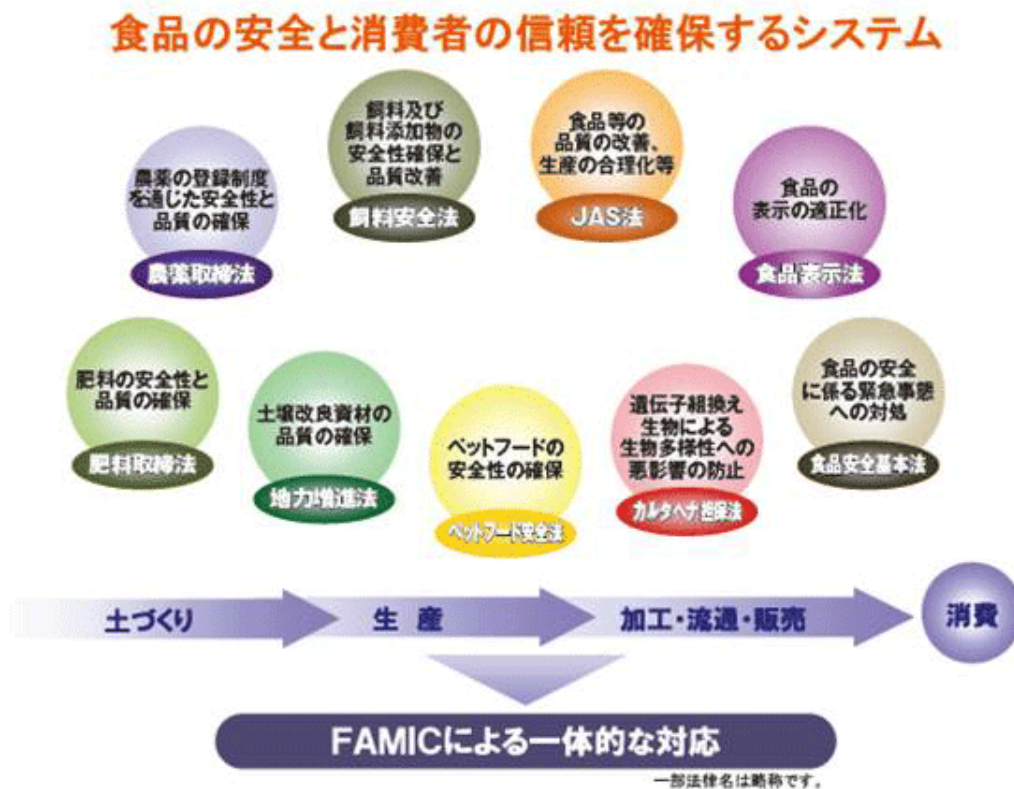 食品の安全と消費者の信頼を確保するシステム
飼料及び
飼料添加物の
安全性確保と
品質改善
飼料安全法
食品等の
品質の改善、
生産の合理化等
JAS法
農薬の登録制度
を通じた安全性と
品質の確保
農薬取締法
食品の
表示の適正化
食品表示法
肥料の安全性と
品質の確保
肥料取締法
土壌改良資材の
品質の確保
地力増進法
ペットフードの
安全性の確保
ペットフード安全法
遺伝子組換え
生物による
生物多様性への
悪影響の防止
カルタヘナ担保法
食品の安全
に係る緊急事態
への対処
食品安全基本法
土づくり
生産
加工・流通・販売
消費
FAMICによる一体的な対応
一部法律名は略称です。